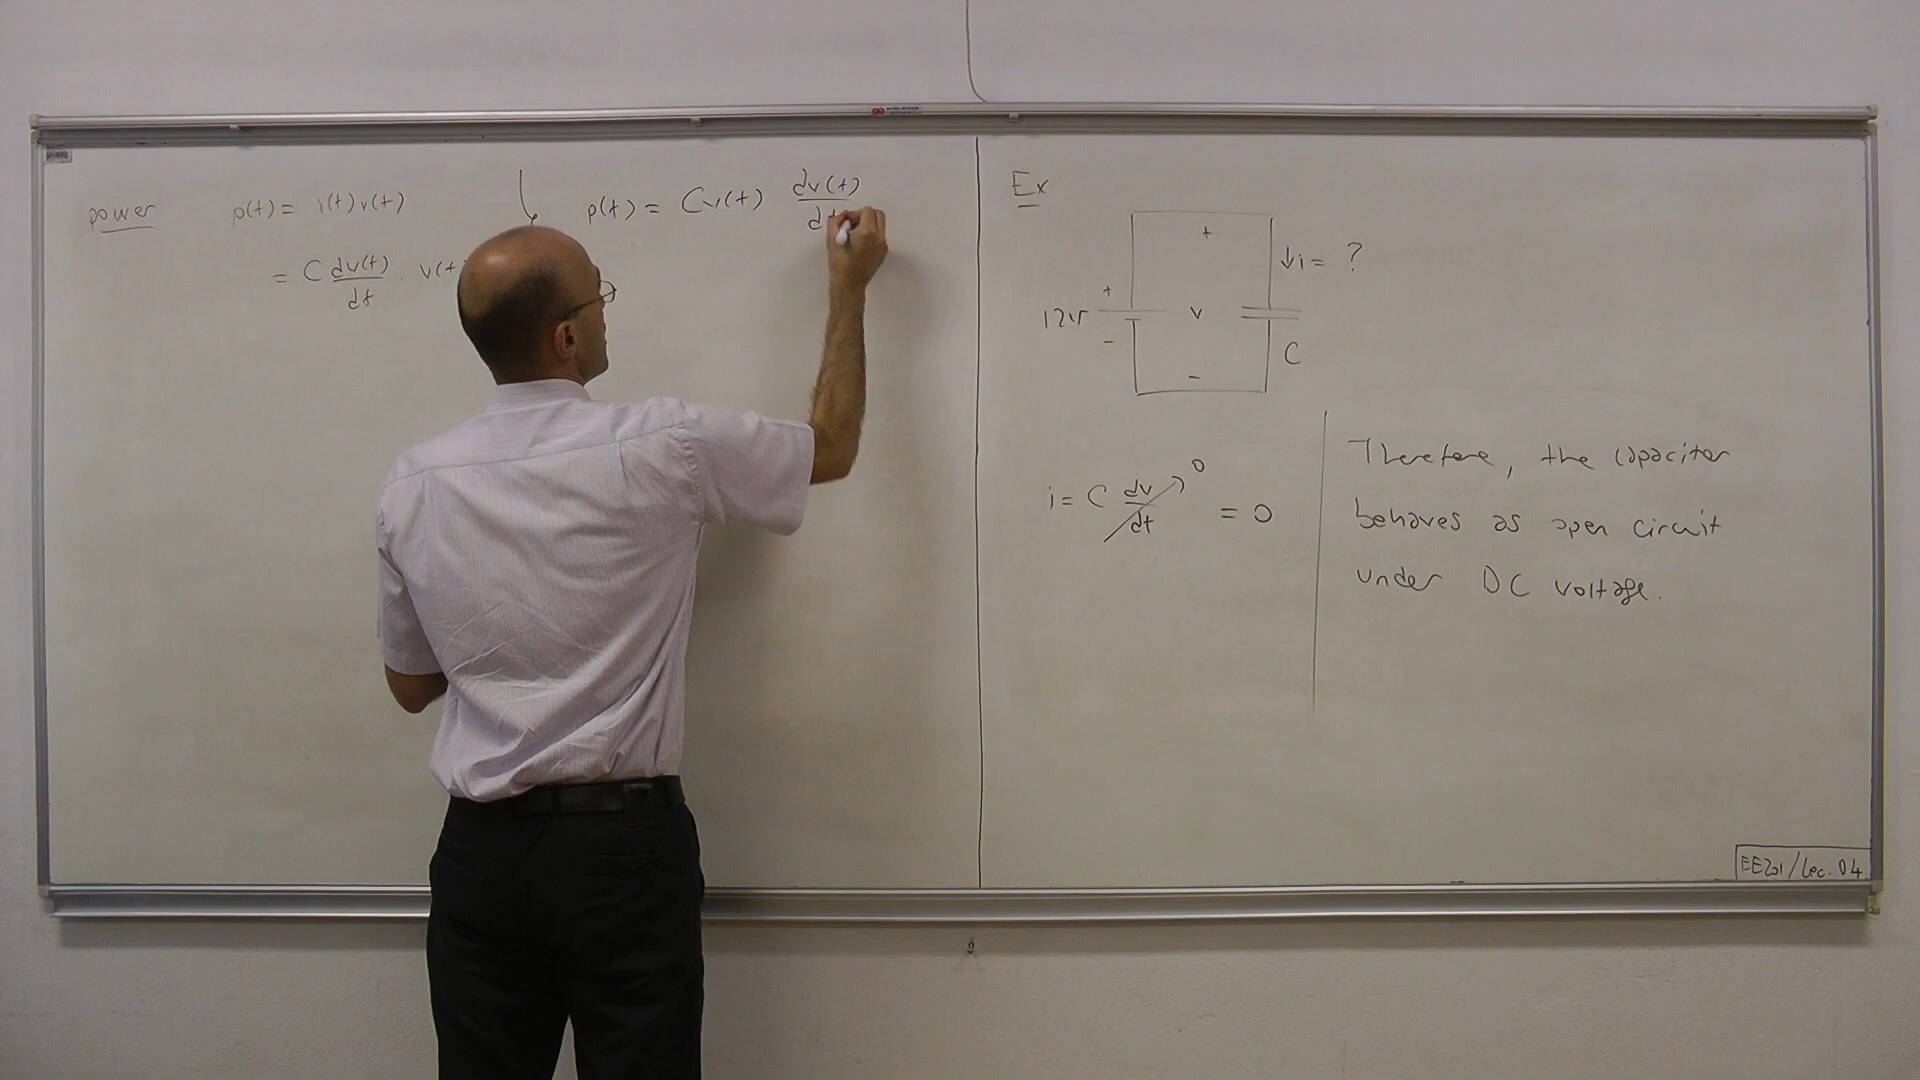 power p(t) = i(t)v(t)
= C dv(t)/dt . v(t
p(t) = Cv(t) dv(t)/dt
Ex
+
↓i = ?
+
12V
v
-
C
-
i = C dv/dt → 0 = 0
Therefore, the capacitor
behaves as open circuit
under DC voltage.
EE201/Lec. 04